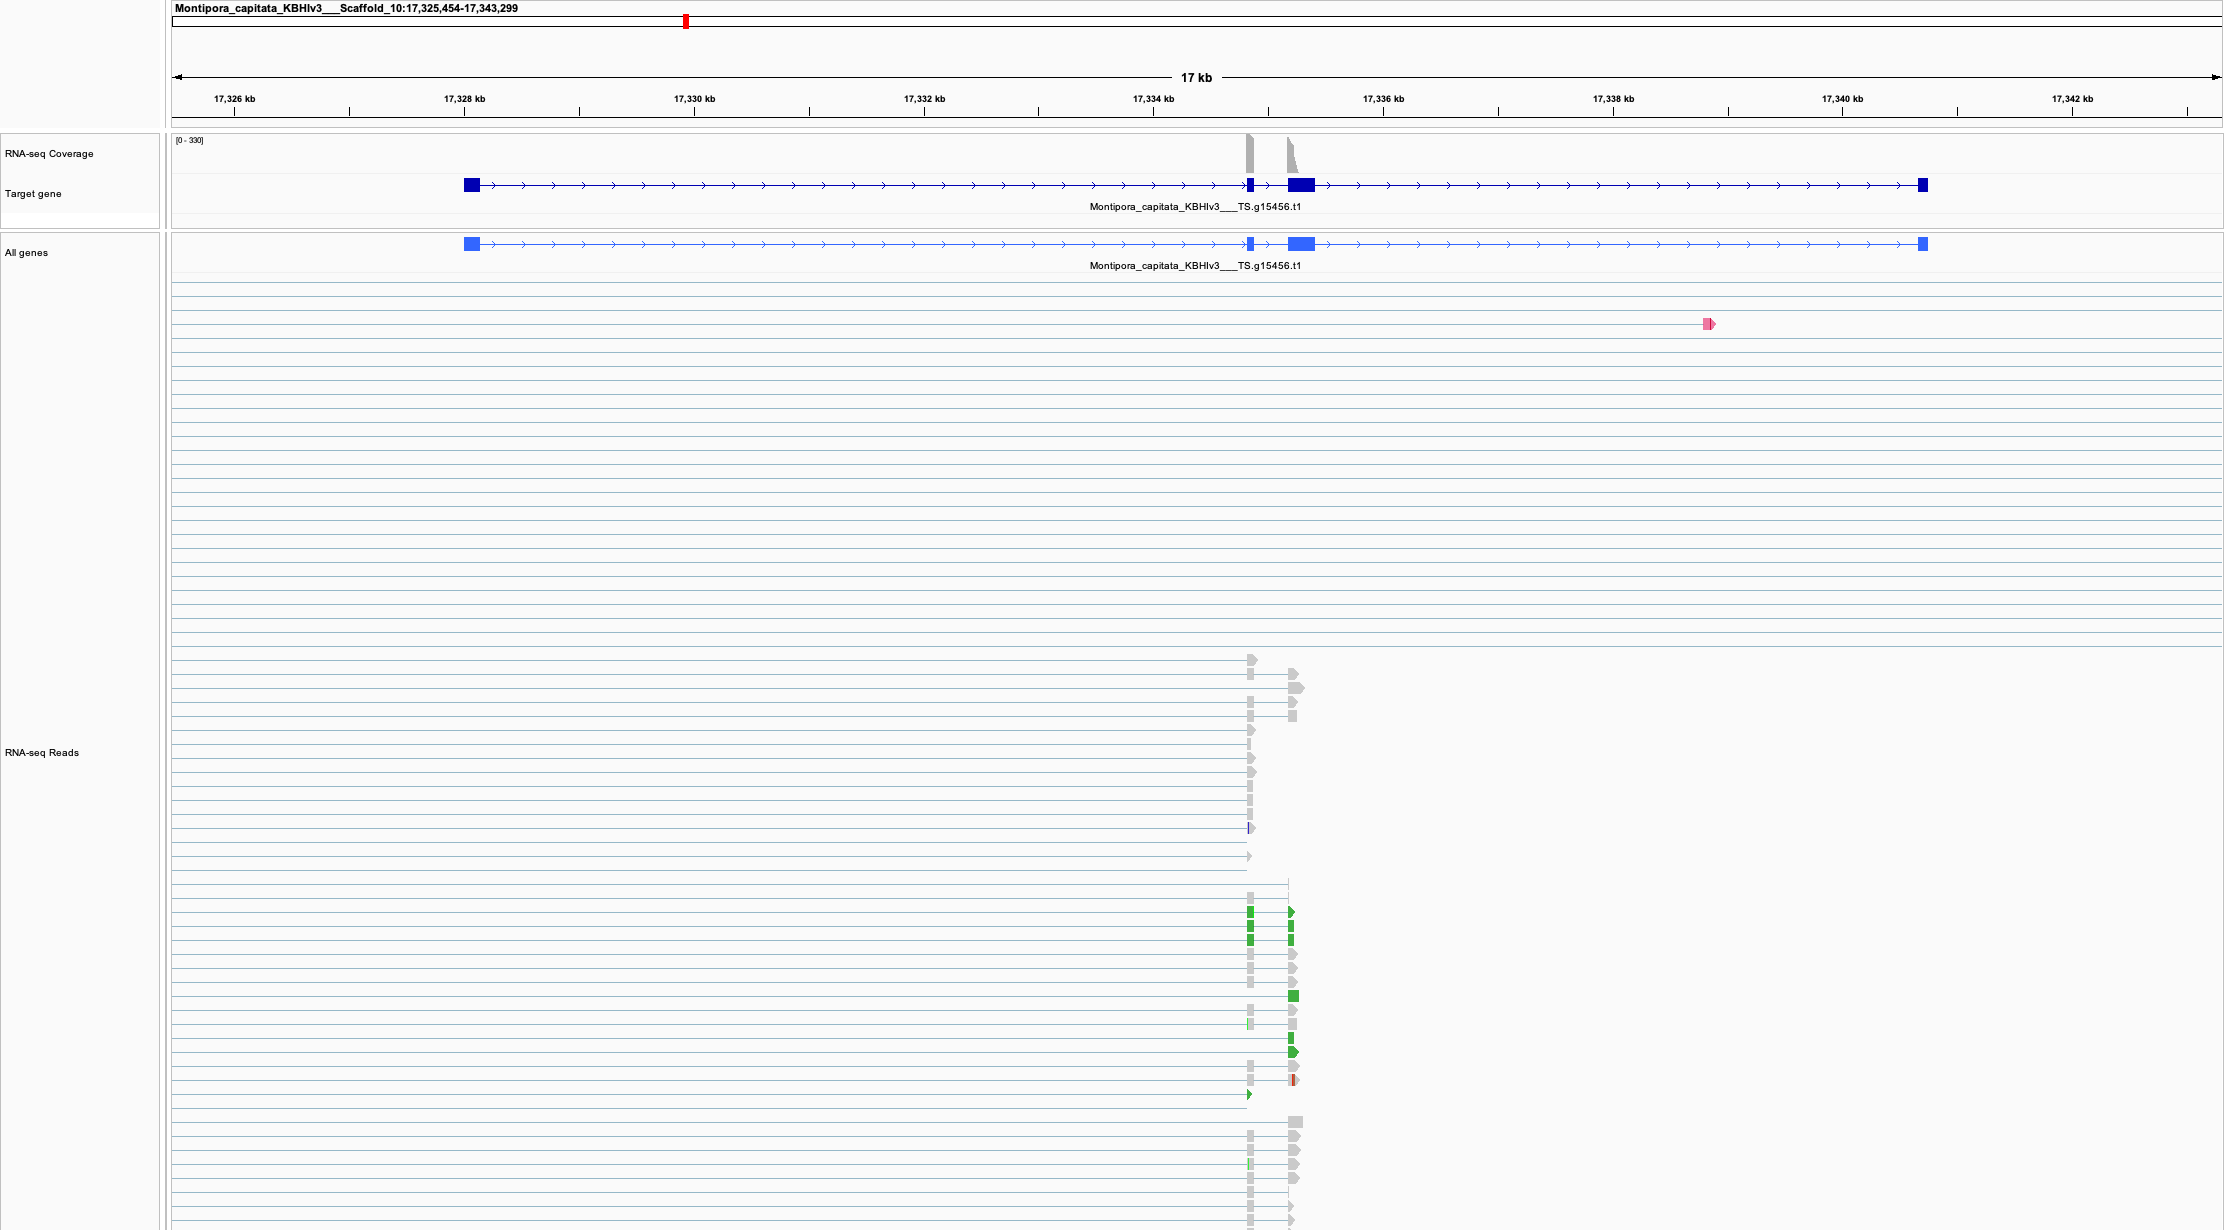 Montipora_capitata_KBHIv3___Scaffold_10:17,325,454-17,343,299
17 kb
17,326 kb 17,328 kb 17,330 kb 17,332 kb 17,334 kb 17,336 kb 17,338 kb 17,340 kb 17,342 kb
[0 - 330]
RNA-seq Coverage
Target gene
Montipora_capitata_KBHIv3___TS.g15456.t1
All genes
Montipora_capitata_KBHIv3___TS.g15456.t1
RNA-seq Reads